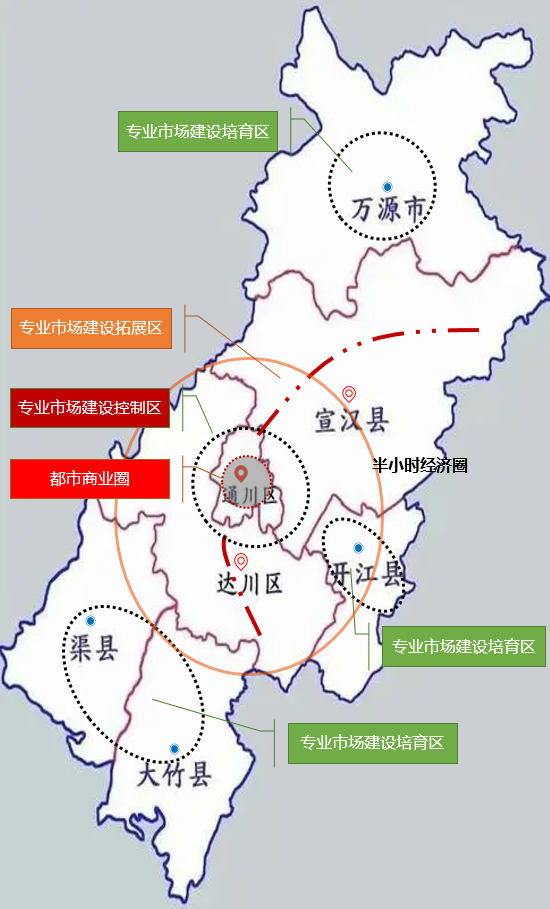 专业市场建设培育区
万源市
专业市场建设拓展区
专业市场建设控制区
宣汉县
半小时经济圈
都市商业圈
通川区
达川区
开江县
渠县
专业市场建设培育区
专业市场建设培育区
大竹县